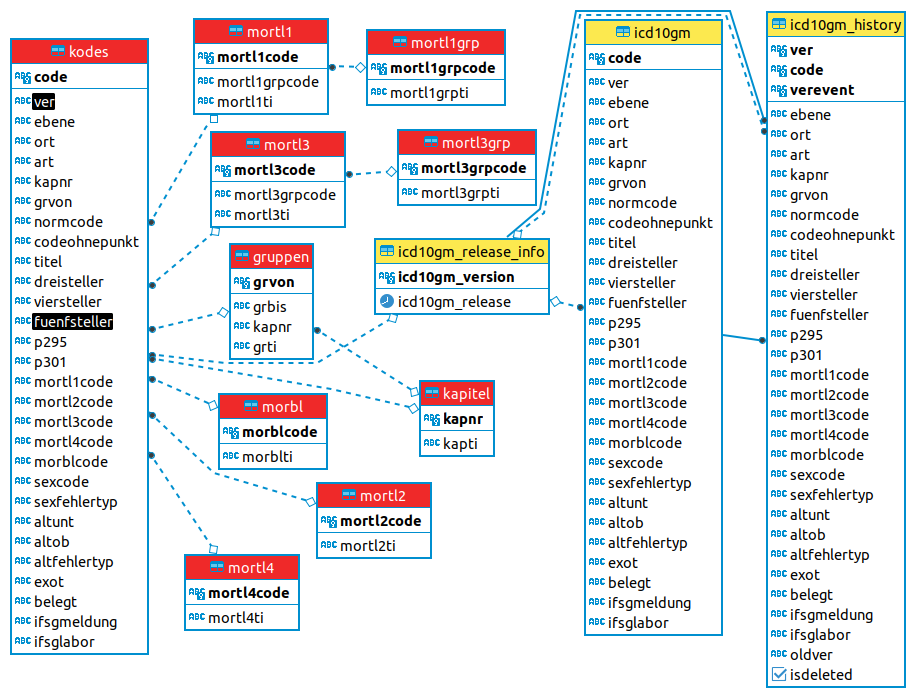 kodes
code
ver
ebene
ort
art
kapnr
grvon
normcode
codeohnepunkt
titel
dreisteller
viersteller
fuenfsteller
p295
p301
mortl1code
mortl2code
mortl3code
mortl4code
morblcode
sexcode
sexfehlertyp
altunt
altob
altfehlertyp
exot
belegt
ifsgmeldung
ifsglabor
mortl1
mortl1code
mortl1grpcode
mortl1ti
mortl1grp
mortl1grpcode
mortl1grpti
mortl3
mortl3code
mortl3grpcode
mortl3ti
mortl3grp
mortl3grpcode
mortl3grpti
gruppen
grvon
grbis
kapnr
grti
icd10gm_release_info
icd10gm_version
icd10gm_release
kapitel
kapnr
kapti
morbl
morblcode
morblti
mortl2
mortl2code
mortl2ti
mortl4
mortl4code
mortl4ti
icd10gm
code
ver
ebene
ort
art
kapnr
grvon
normcode
codeohnepunkt
titel
dreisteller
viersteller
fuenfsteller
p295
p301
mortl1code
mortl2code
mortl3code
mortl4code
morblcode
sexcode
sexfehlertyp
altunt
altob
altfehlertyp
exot
belegt
ifsgmeldung
ifsglabor
icd10gm_history
ver
code
verevent
ebene
ort
art
kapnr
grvon
normcode
codeohnepunkt
titel
dreisteller
viersteller
fuenfsteller
p295
p301
mortl1code
mortl2code
mortl3code
mortl4code
morblcode
sexcode
sexfehlertyp
altunt
altob
altfehlertyp
exot
belegt
ifsgmeldung
ifsglabor
oldver
isdeleted